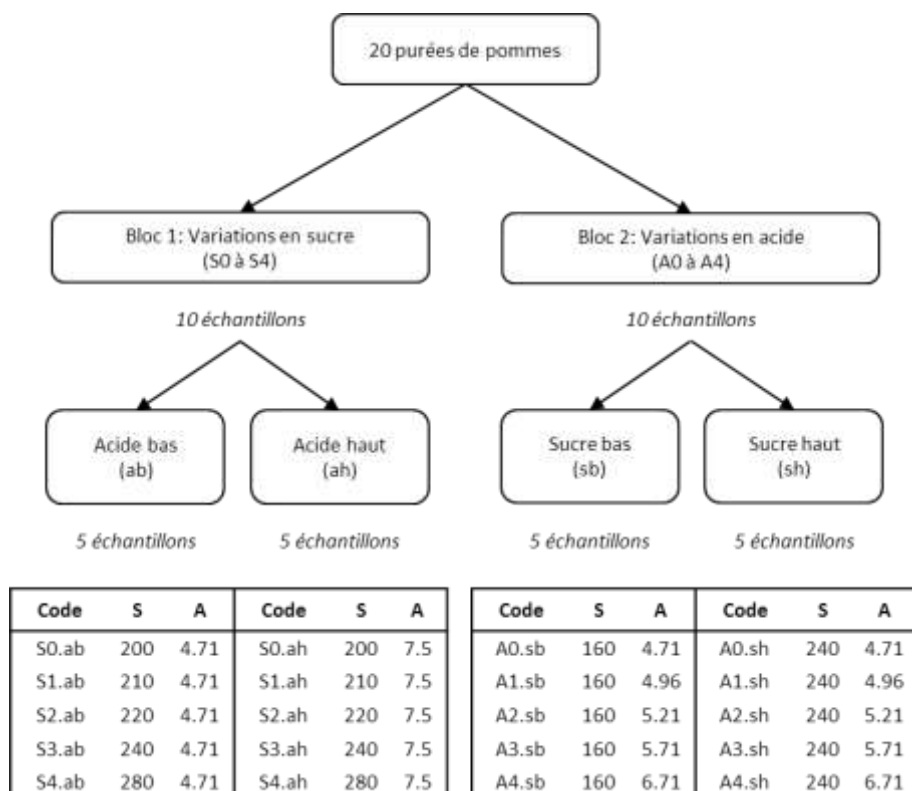 20 purées de pommes
Bloc 1: Variations en sucre
(S0 à S4)
Bloc 2: Variations en acide
(A0 à A4)
10 échantillons
10 échantillons
Acide bas
(ab)
Acide haut
(ah)
Sucre bas
(sb)
Sucre haut
(sh)
5 échantillons
5 échantillons
5 échantillons
5 échantillons
Code S A Code S A Code S A Code S A
S0.ab 200 4.71 S0.ah 200 7.5 A0.sb 160 4.71 A0.sh 240 4.71
S1.ab 210 4.71 S1.ah 210 7.5 A1.sb 160 4.96 A1.sh 240 4.96
S2.ab 220 4.71 S2.ah 220 7.5 A2.sb 160 5.21 A2.sh 240 5.21
S3.ab 240 4.71 S3.ah 240 7.5 A3.sb 160 5.71 A3.sh 240 5.71
S4.ab 280 4.71 S4.ah 280 7.5 A4.sb 160 6.71 A4.sh 240 6.71